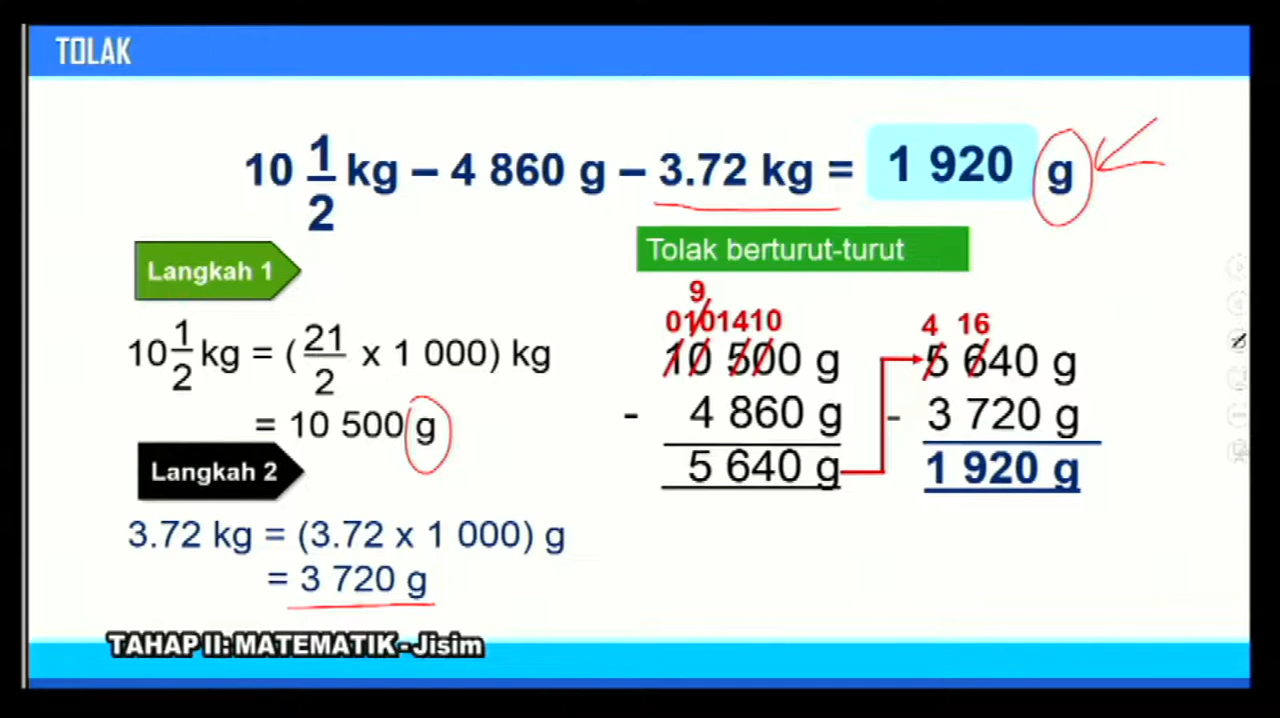 TOLAK
10 1/2 kg – 4 860 g – 3.72 kg = 1 920 g
Langkah 1
10 1/2 kg = ( 21/2 x 1 000) kg
= 10 500 g
Langkah 2
3.72 kg = (3.72 x 1 000) g
= 3 720 g
Tolak berturut-turut
9
0 10 14 10
10 500 g
- 4 860 g
5 640 g
4 16
5 640 g
- 3 720 g
1 920 g
TAHAP II: MATEMATIK - Jisim